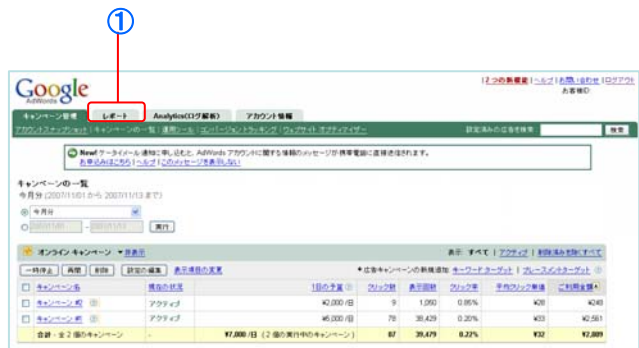 ①
Google
AdWords
| 2 つの新機能 | ヘルプ | お問い合わせ | ログアウト
お客様ID
キャンペーン管理 レポート Analytics(ログ解析) アカウント情報
アカウントスナップショット | キャンペーンの一覧 | 運用ツール | コンバージョントラッキング | ウェブサイト オプティマイザー 設定済みの広告を検索 検索
New! ケータイメール通知に申し込むと、AdWords アカウントに関する情報のメッセージが携帯電話に直接送信されます。
お申込みはこちら | ヘルプ | このメッセージを表示しない
キャンペーンの一覧
今月分 (2007/11/01 から 2007/11/13 まで)
今月分
2007/11/01 - 2007/11/13 実行
オンライン キャンペーン ▼非表示 表示: すべて | アクティブ | 削除済みを除くすべて
一時停止 再開 削除 設定の編集 表示項目の変更 +広告キャンペーンの新規追加 キーワード ターゲット | プレースメントターゲット
キャンペーン名 現在の状況 1日の予算 クリック数 表示回数 クリック率 平均クリック単価 ご利用金額
キャンペーン #2 アクティブ ¥2,000 /日 9 1,050 0.86% ¥28 ¥248
キャンペーン #1 アクティブ ¥5,000 /日 78 38,429 0.20% ¥33 ¥2,561
合計 - 全 2 個のキャンペーン - ¥7,000 /日 (2 個の実行中のキャンペーン) 87 39,479 0.22% ¥32 ¥2,809